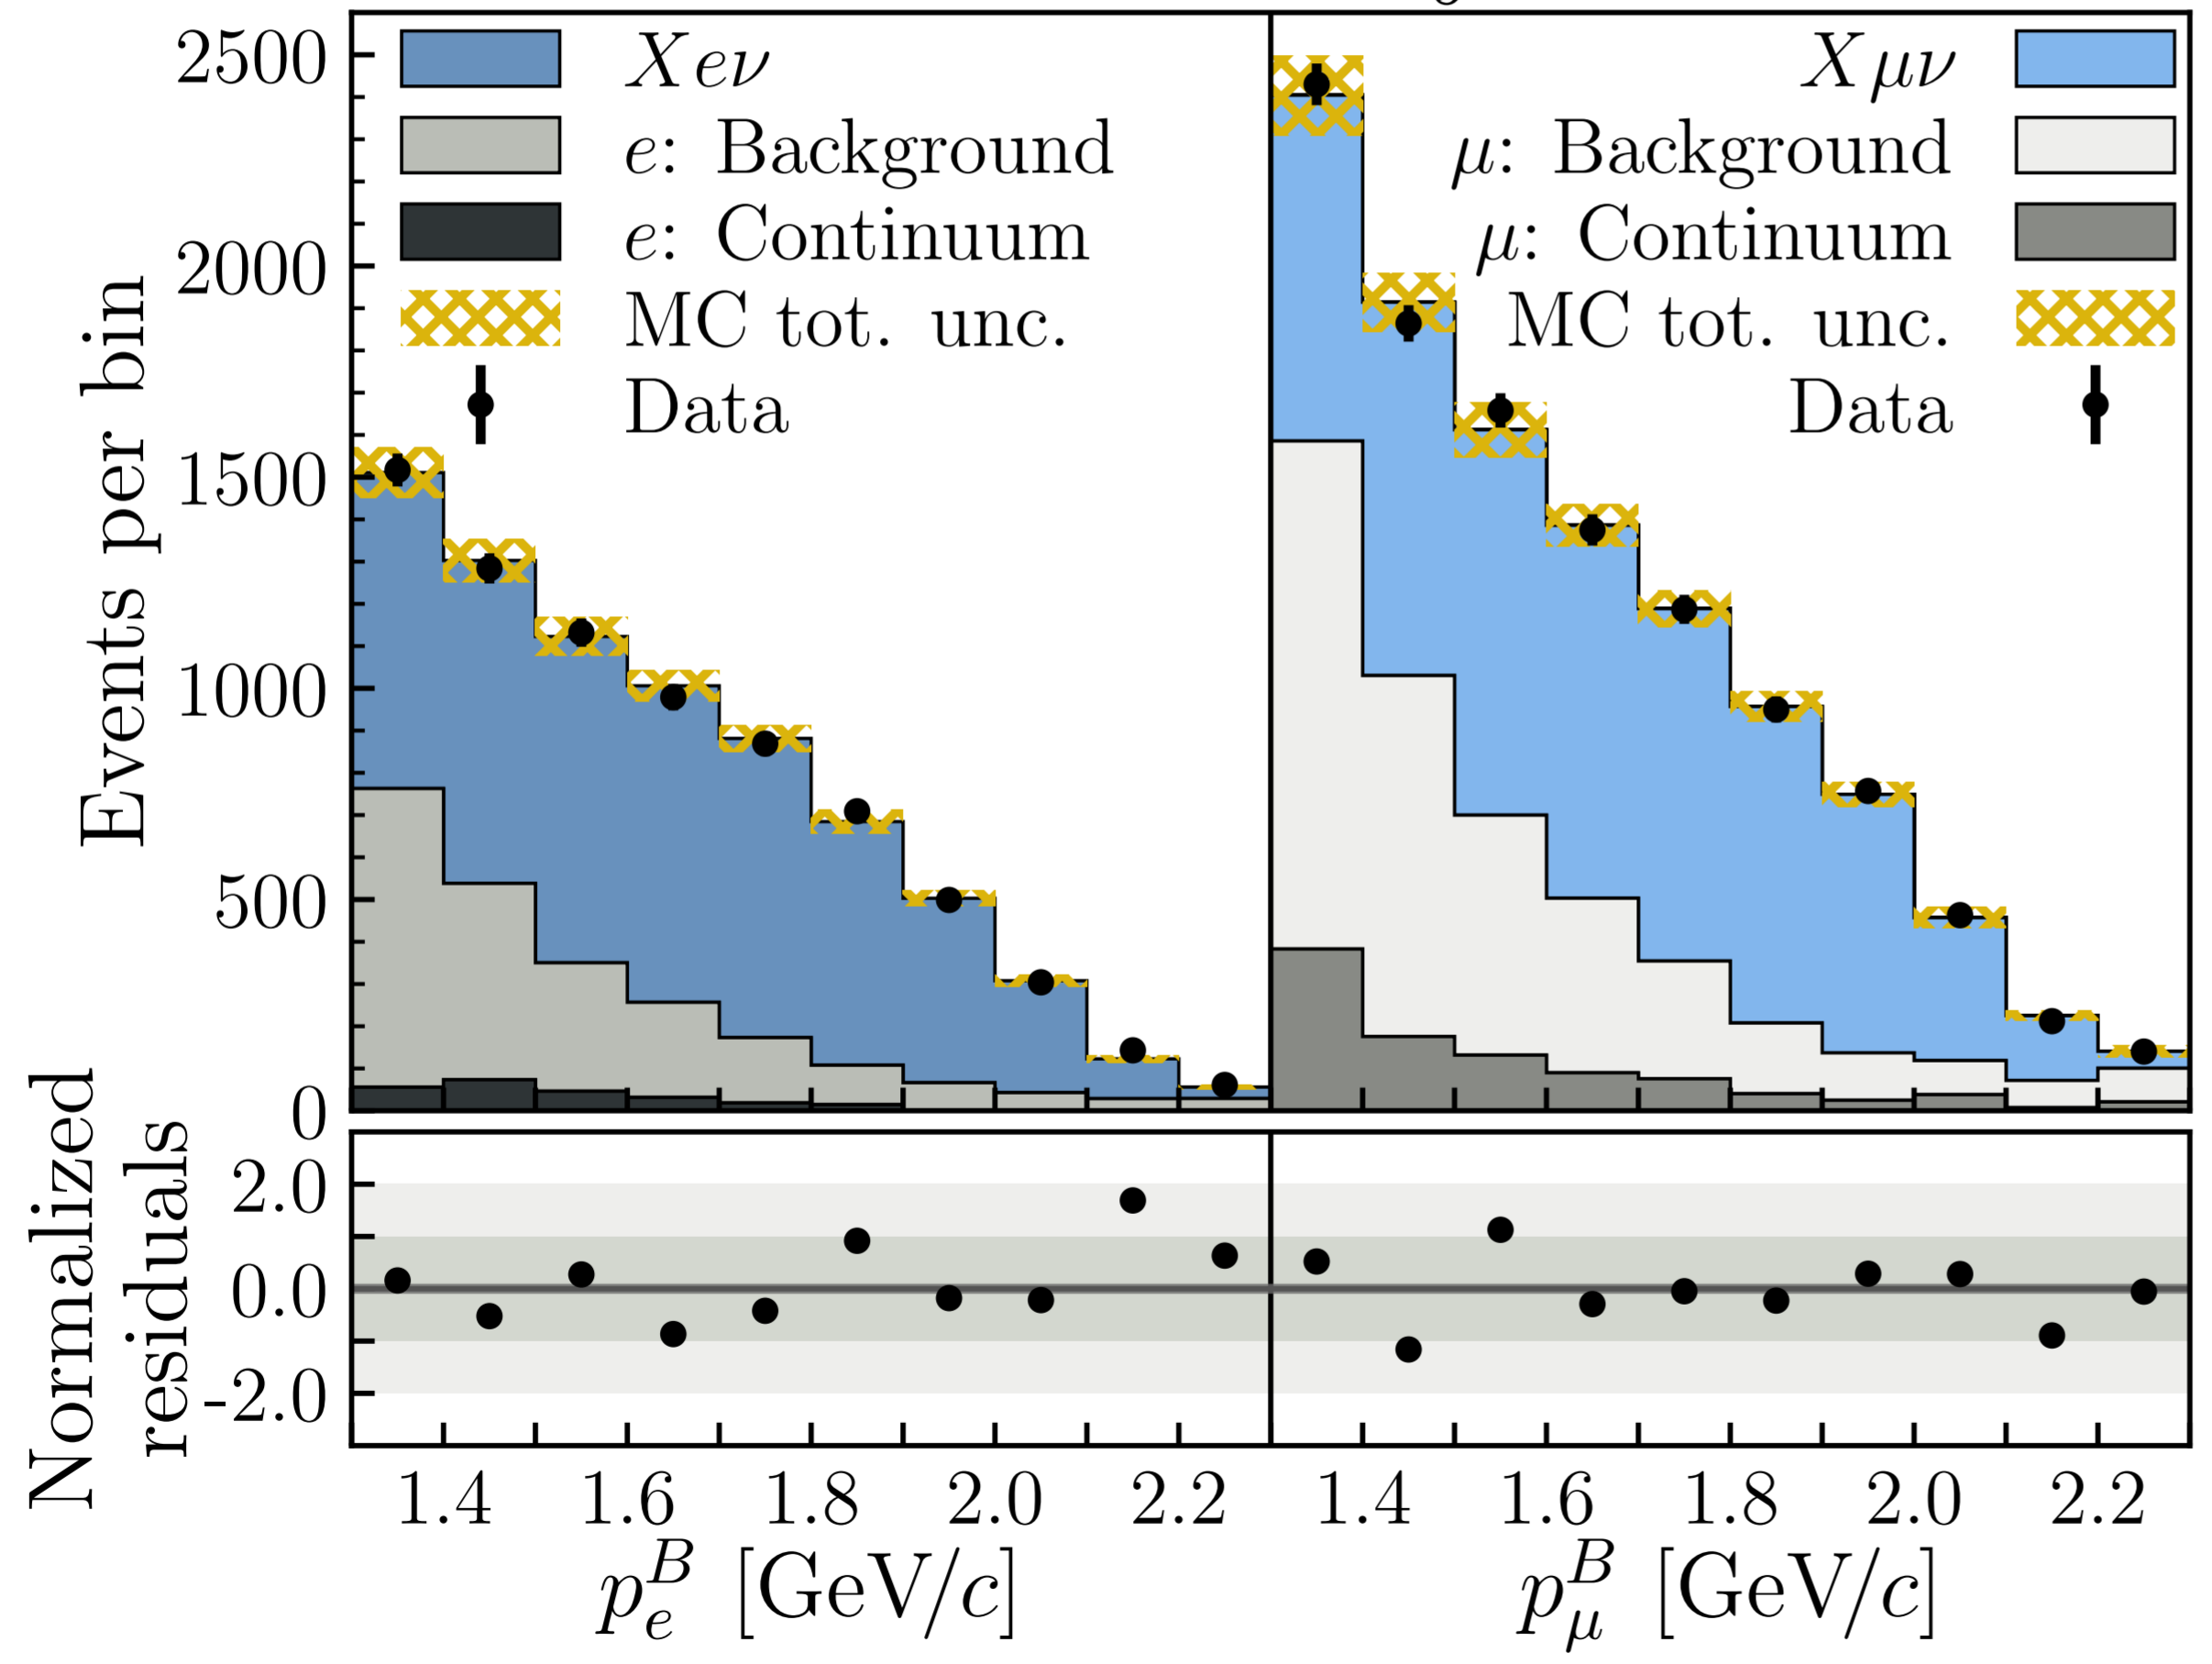 Events per bin
2500
2000
1500
1000
500
0
Xeν
e: Background
e: Continuum
MC tot. unc.
Data
Xμν
μ: Background
μ: Continuum
MC tot. unc.
Data
Normalized
residuals
2.0
0.0
-2.0
1.4 1.6 1.8 2.0 2.2 1.4 1.6 1.8 2.0 2.2
p_e^B [GeV/c]
p_μ^B [GeV/c]